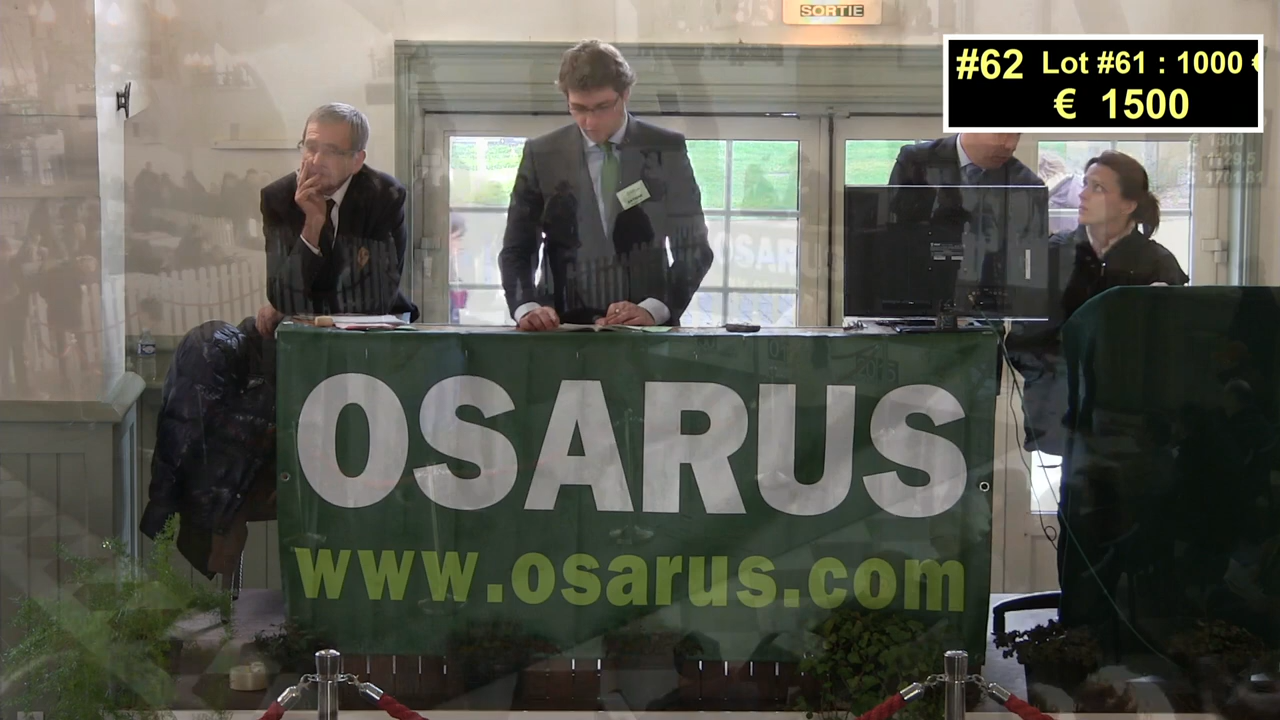 SORTIE
#62 Lot #61 : 1000 €
€ 1500
OSARUS
www.osarus.com